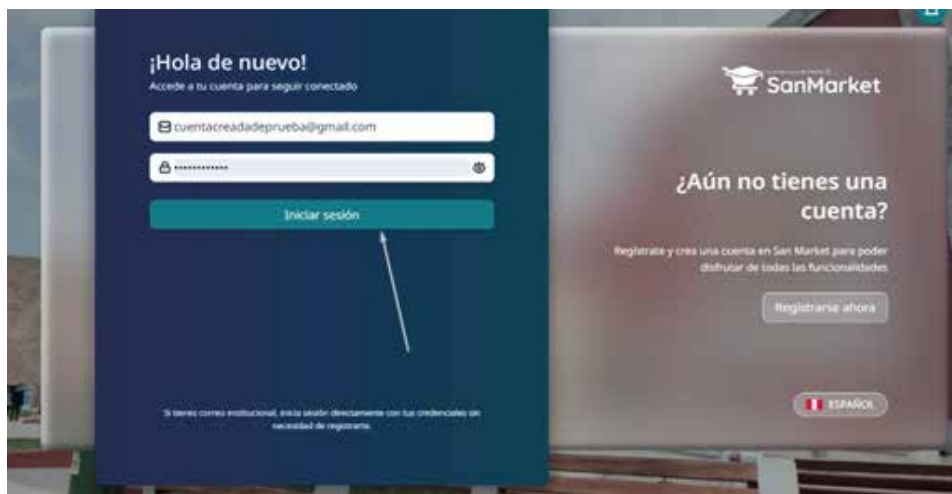 ¡Hola de nuevo!
Accede a tu cuenta para seguir conectado
cuentacreadadeprueba@gmail.com
Iniciar sesión
Si tienes correo institucional, inicia sesión directamente con tus credenciales sin
necesidad de registrarte.
SanMarket
¿Aún no tienes una
cuenta?
Regístrate y crea una cuenta en San Market para poder
disfrutar de todas las funcionalidades
Registrarse ahora
ESPAÑOL